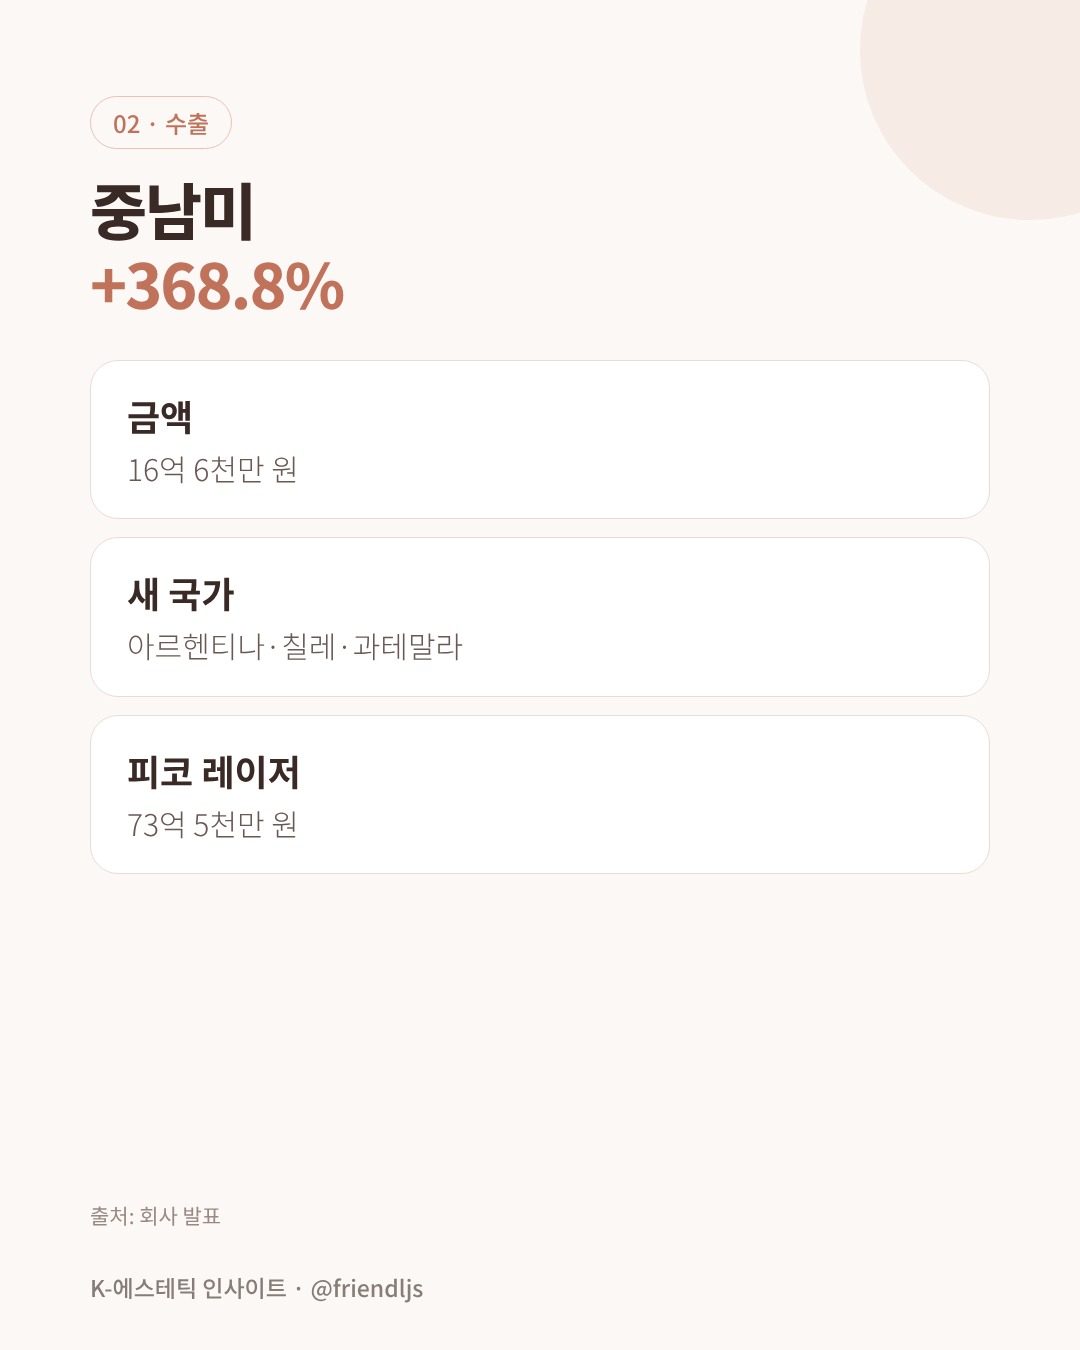 02 · 수출
중남미
+368.8%
금액
16억 6천만 원
새 국가
아르헨티나·칠레·과테말라
피코 레이저
73억 5천만 원
출처: 회사 발표
K-에스테틱 인사이트 · @friendljs